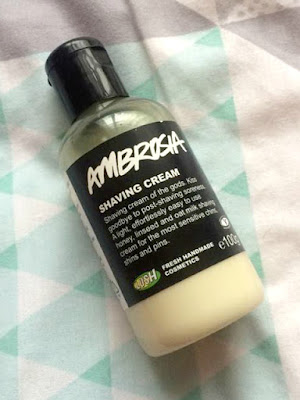 AMBROSIA
SHAVING CREAM
Shaving cream of the gods. Kiss
goodbye to post-shaving soreness.
A light, effortlessly easy to use
honey, linseed and oat milk shaving
cream for the most sensitive chins,
shins and pins.
LUSH
FRESH HANDMADE
COSMETICS
e100g